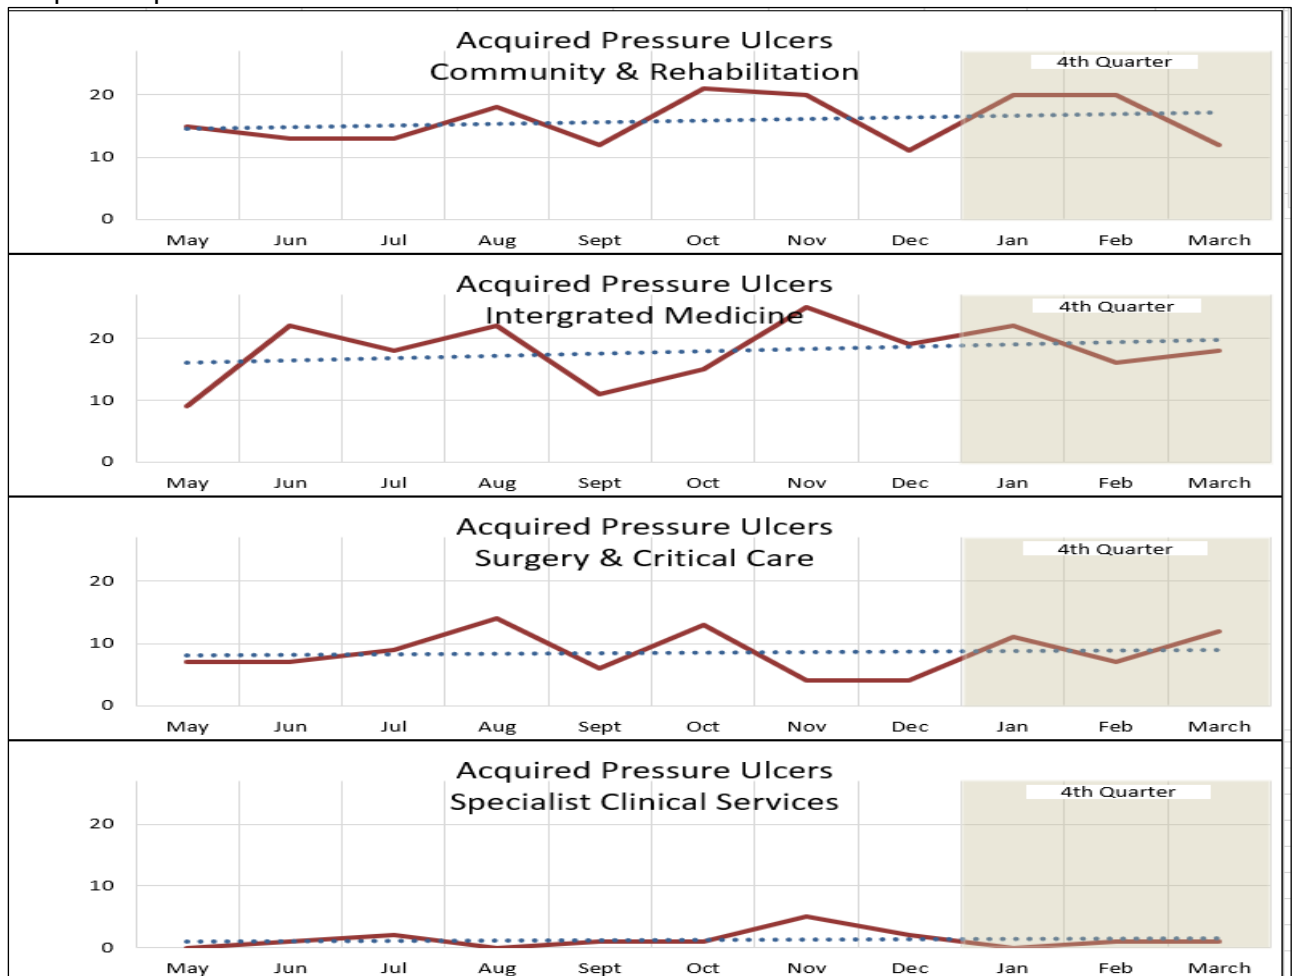 Acquired Pressure Ulcers
Community & Rehabilitation
4th Quarter
20
10
0
May Jun Jul Aug Sept Oct Nov Dec Jan Feb March
Acquired Pressure Ulcers
Intergrated Medicine
4th Quarter
20
10
0
May Jun Jul Aug Sept Oct Nov Dec Jan Feb March
Acquired Pressure Ulcers
Surgery & Critical Care
4th Quarter
20
10
0
May Jun Jul Aug Sept Oct Nov Dec Jan Feb March
Acquired Pressure Ulcers
Specialist Clinical Services
4th Quarter
20
10
0
May Jun Jul Aug Sept Oct Nov Dec Jan Feb March